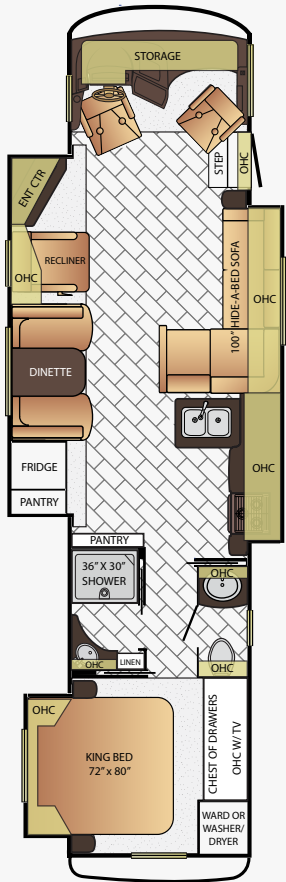 STORAGE
ENT CTR
STEP
OHC
RECLINER
OHC
100" HIDE-A-BED SOFA
OHC
DINETTE
FRIDGE
PANTRY
OHC
PANTRY
36" X 30"
SHOWER
OHC
OHC
LINEN
OHC
OHC
KING BED
72" x 80"
CHEST OF DRAWERS
OHC W/ TV
WARD OR
WASHER/
DRYER